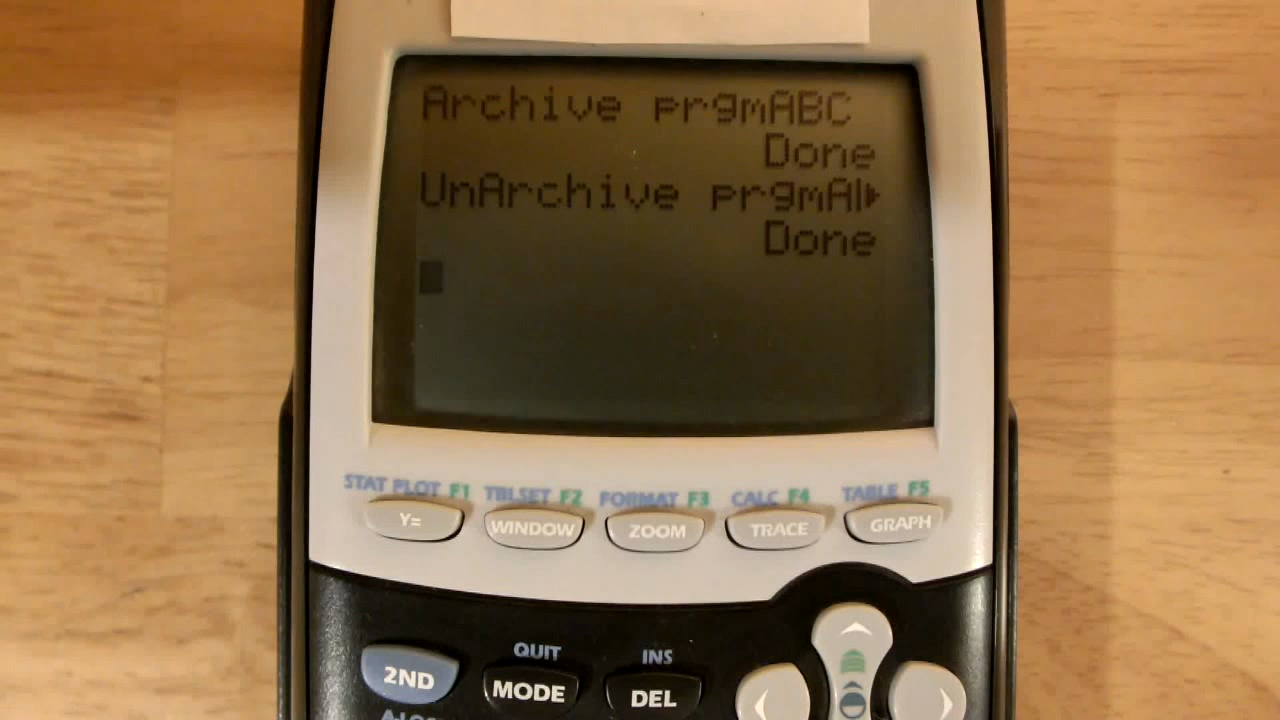 Archive prgmABC
Done
UnArchive prgmA
Done
STAT PLOT F1 TBLSET F2 FORMAT F3 CALC F4 TABLE F5
Y= WINDOW ZOOM TRACE GRAPH
QUIT INS
2ND MODE DEL